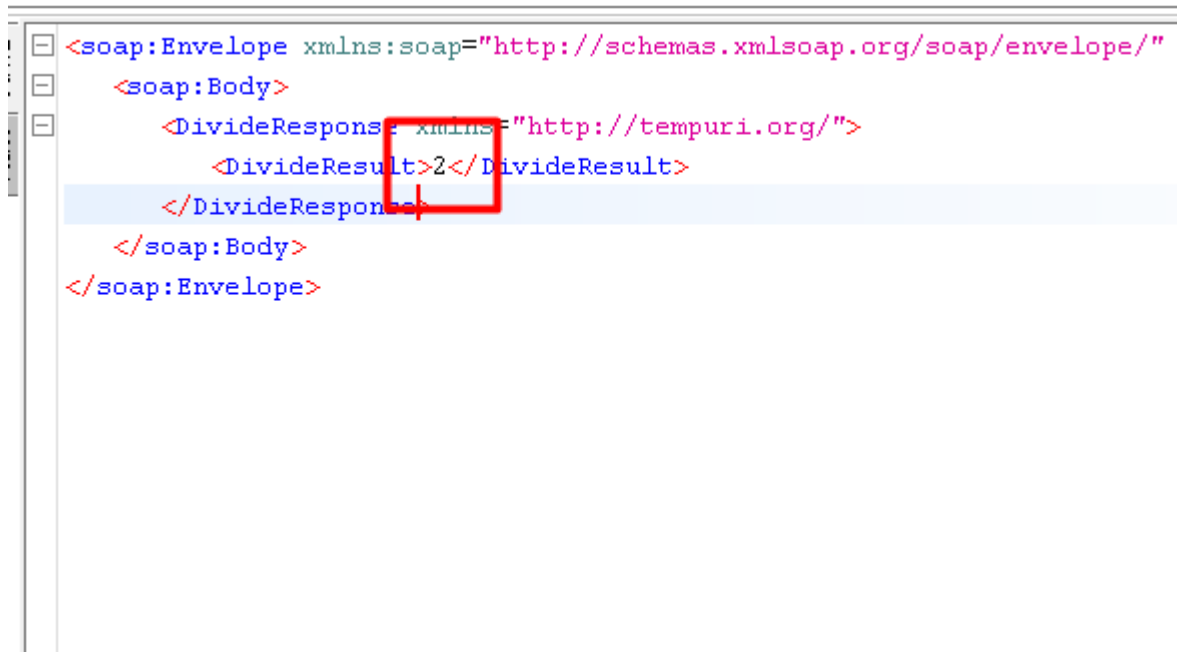 <soap:Envelope xmlns:soap="http://schemas.xmlsoap.org/soap/envelope/"
<soap:Body>
<DivideResponse xmlns="http://tempuri.org/">
<DivideResult>2</DivideResult>
</DivideResponse>
</soap:Body>
</soap:Envelope>